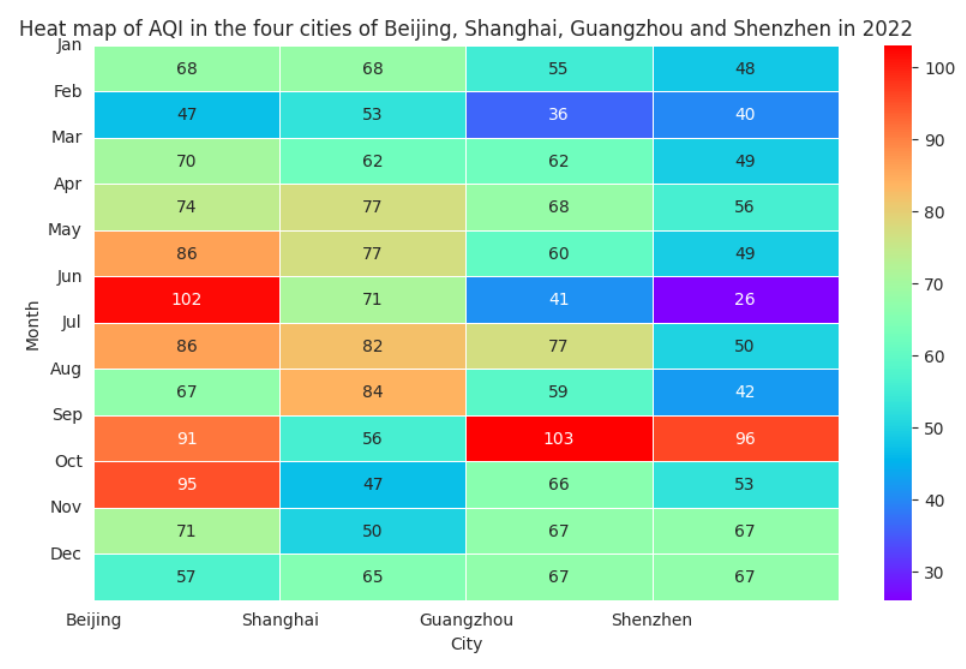 Heat map of AQI in the four cities of Beijing, Shanghai, Guangzhou and Shenzhen in 2022
Jan
68 68 55 48
Feb
47 53 36 40
Mar
70 62 62 49
Apr
74 77 68 56
May
86 77 60 49
Jun
102 71 41 26
Jul
86 82 77 50
Aug
67 84 59 42
Sep
91 56 103 96
Oct
95 47 66 53
Nov
71 50 67 67
Dec
57 65 67 67
Month
Beijing Shanghai Guangzhou Shenzhen
City
100
90
80
70
60
50
40
30